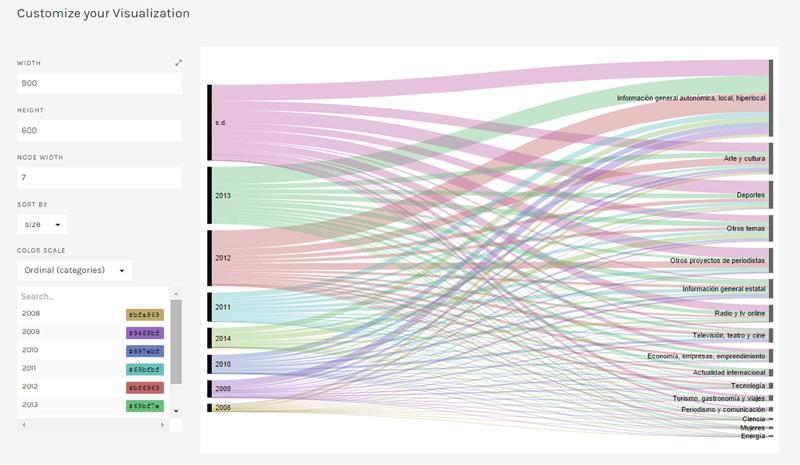 Customize your Visualization
WIDTH
900
HEIGHT
600
NODE WIDTH
7
SORT BY
size
COLOR SCALE
Ordinal (categories)
Search...
2008 #bfa969
2009 #9469bf
2010 #697ebf
2011 #69bfbf
2012 #bf6969
2013 #69bf7e
s.d.
2013
2012
2011
2014
2010
2009
2008
Información general autonómica, local, hiperlocal
Arte y cultura
Deportes
Otros temas
Otros proyectos de periodistas
Información general estatal
Radio y tv online
Televisión, teatro y cine
Economía, empresas, emprendimiento
Actualidad internacional
Tecnología
Turismo, gastronomía y viajes
Periodismo y comunicación
Ciencia
Mujeres
Energía